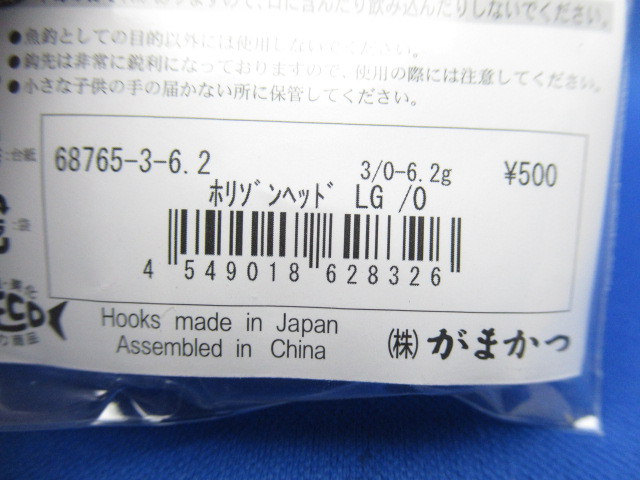 口に含んだり飲み込んだりしないでください。
●魚釣としての目的以外には使用しないでください。
●鈎先は非常に鋭利になっておりますので、使用の際には注意してください。
●小さな子供の手の届かない所に保管してください。
:台紙
68765-3-6.2
3/0-6.2g
¥500
ﾎﾘｿﾞﾝﾍｯﾄﾞ LG /0
:袋
4 549018 628326
Hooks made in Japan
Assembled in China
(株)がまかつ